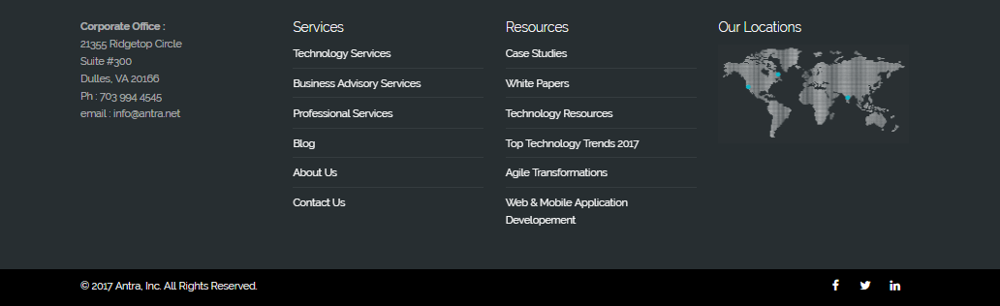 Corporate Office :
21355 Ridgetop Circle
Suite #300
Dulles, VA 20166
Ph : 703 994 4545
email : info@antra.net
Services
Technology Services
Business Advisory Services
Professional Services
Blog
About Us
Contact Us
Resources
Case Studies
White Papers
Technology Resources
Top Technology Trends 2017
Agile Transformations
Web & Mobile Application
Developement
Our Locations
© 2017 Antra, Inc. All Rights Reserved.